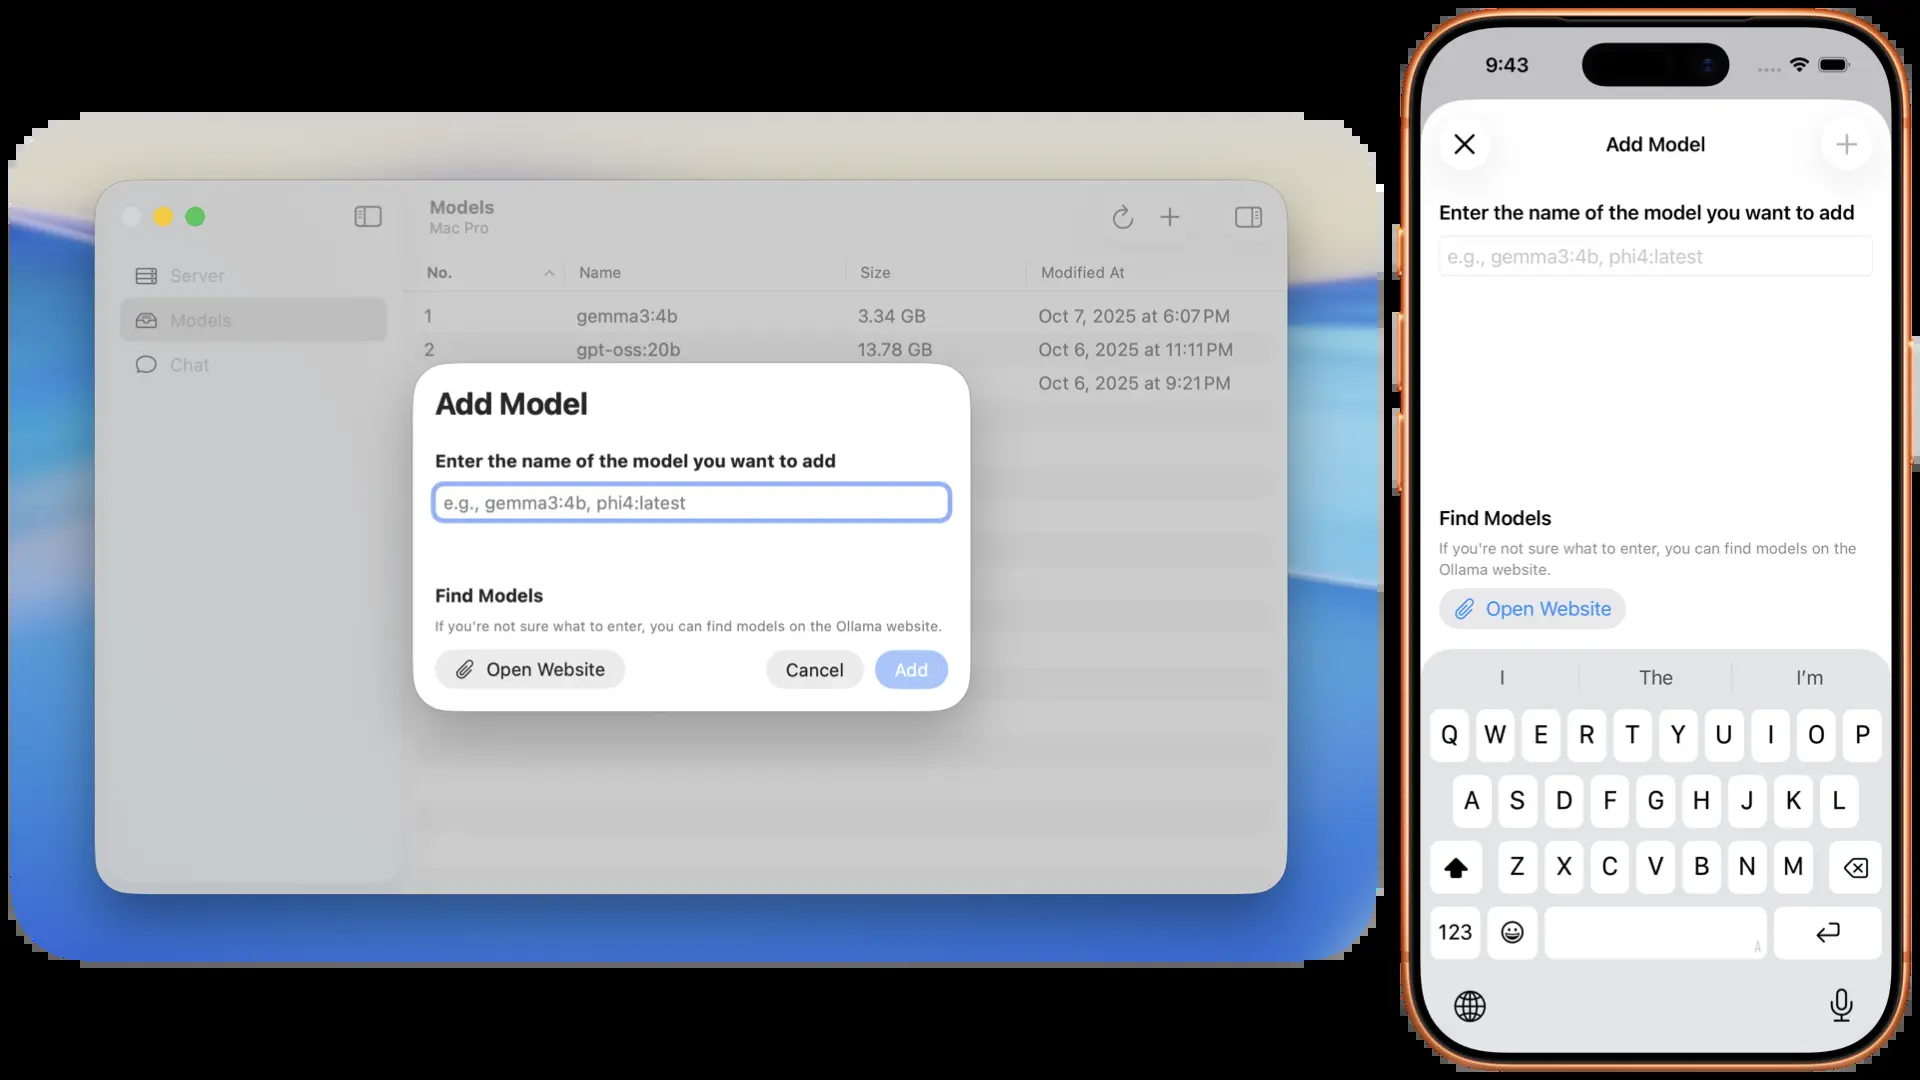 Models
Mac Pro
Server
Models
Chat
No. Name Size Modified At
1 gemma3:4b 3.34 GB Oct 7, 2025 at 6:07 PM
2 gpt-oss:20b 13.78 GB Oct 6, 2025 at 11:11 PM
Oct 6, 2025 at 9:21 PM
Add Model
Enter the name of the model you want to add
e.g., gemma3:4b, phi4:latest
Find Models
If you're not sure what to enter, you can find models on the Ollama website.
Open Website Cancel Add
9:43
Add Model
Enter the name of the model you want to add
e.g., gemma3:4b, phi4:latest
Find Models
If you're not sure what to enter, you can find models on the
Ollama website.
Open Website
I The I'm
Q W E R T Y U I O P
A S D F G H J K L
Z X C V B N M
123 A